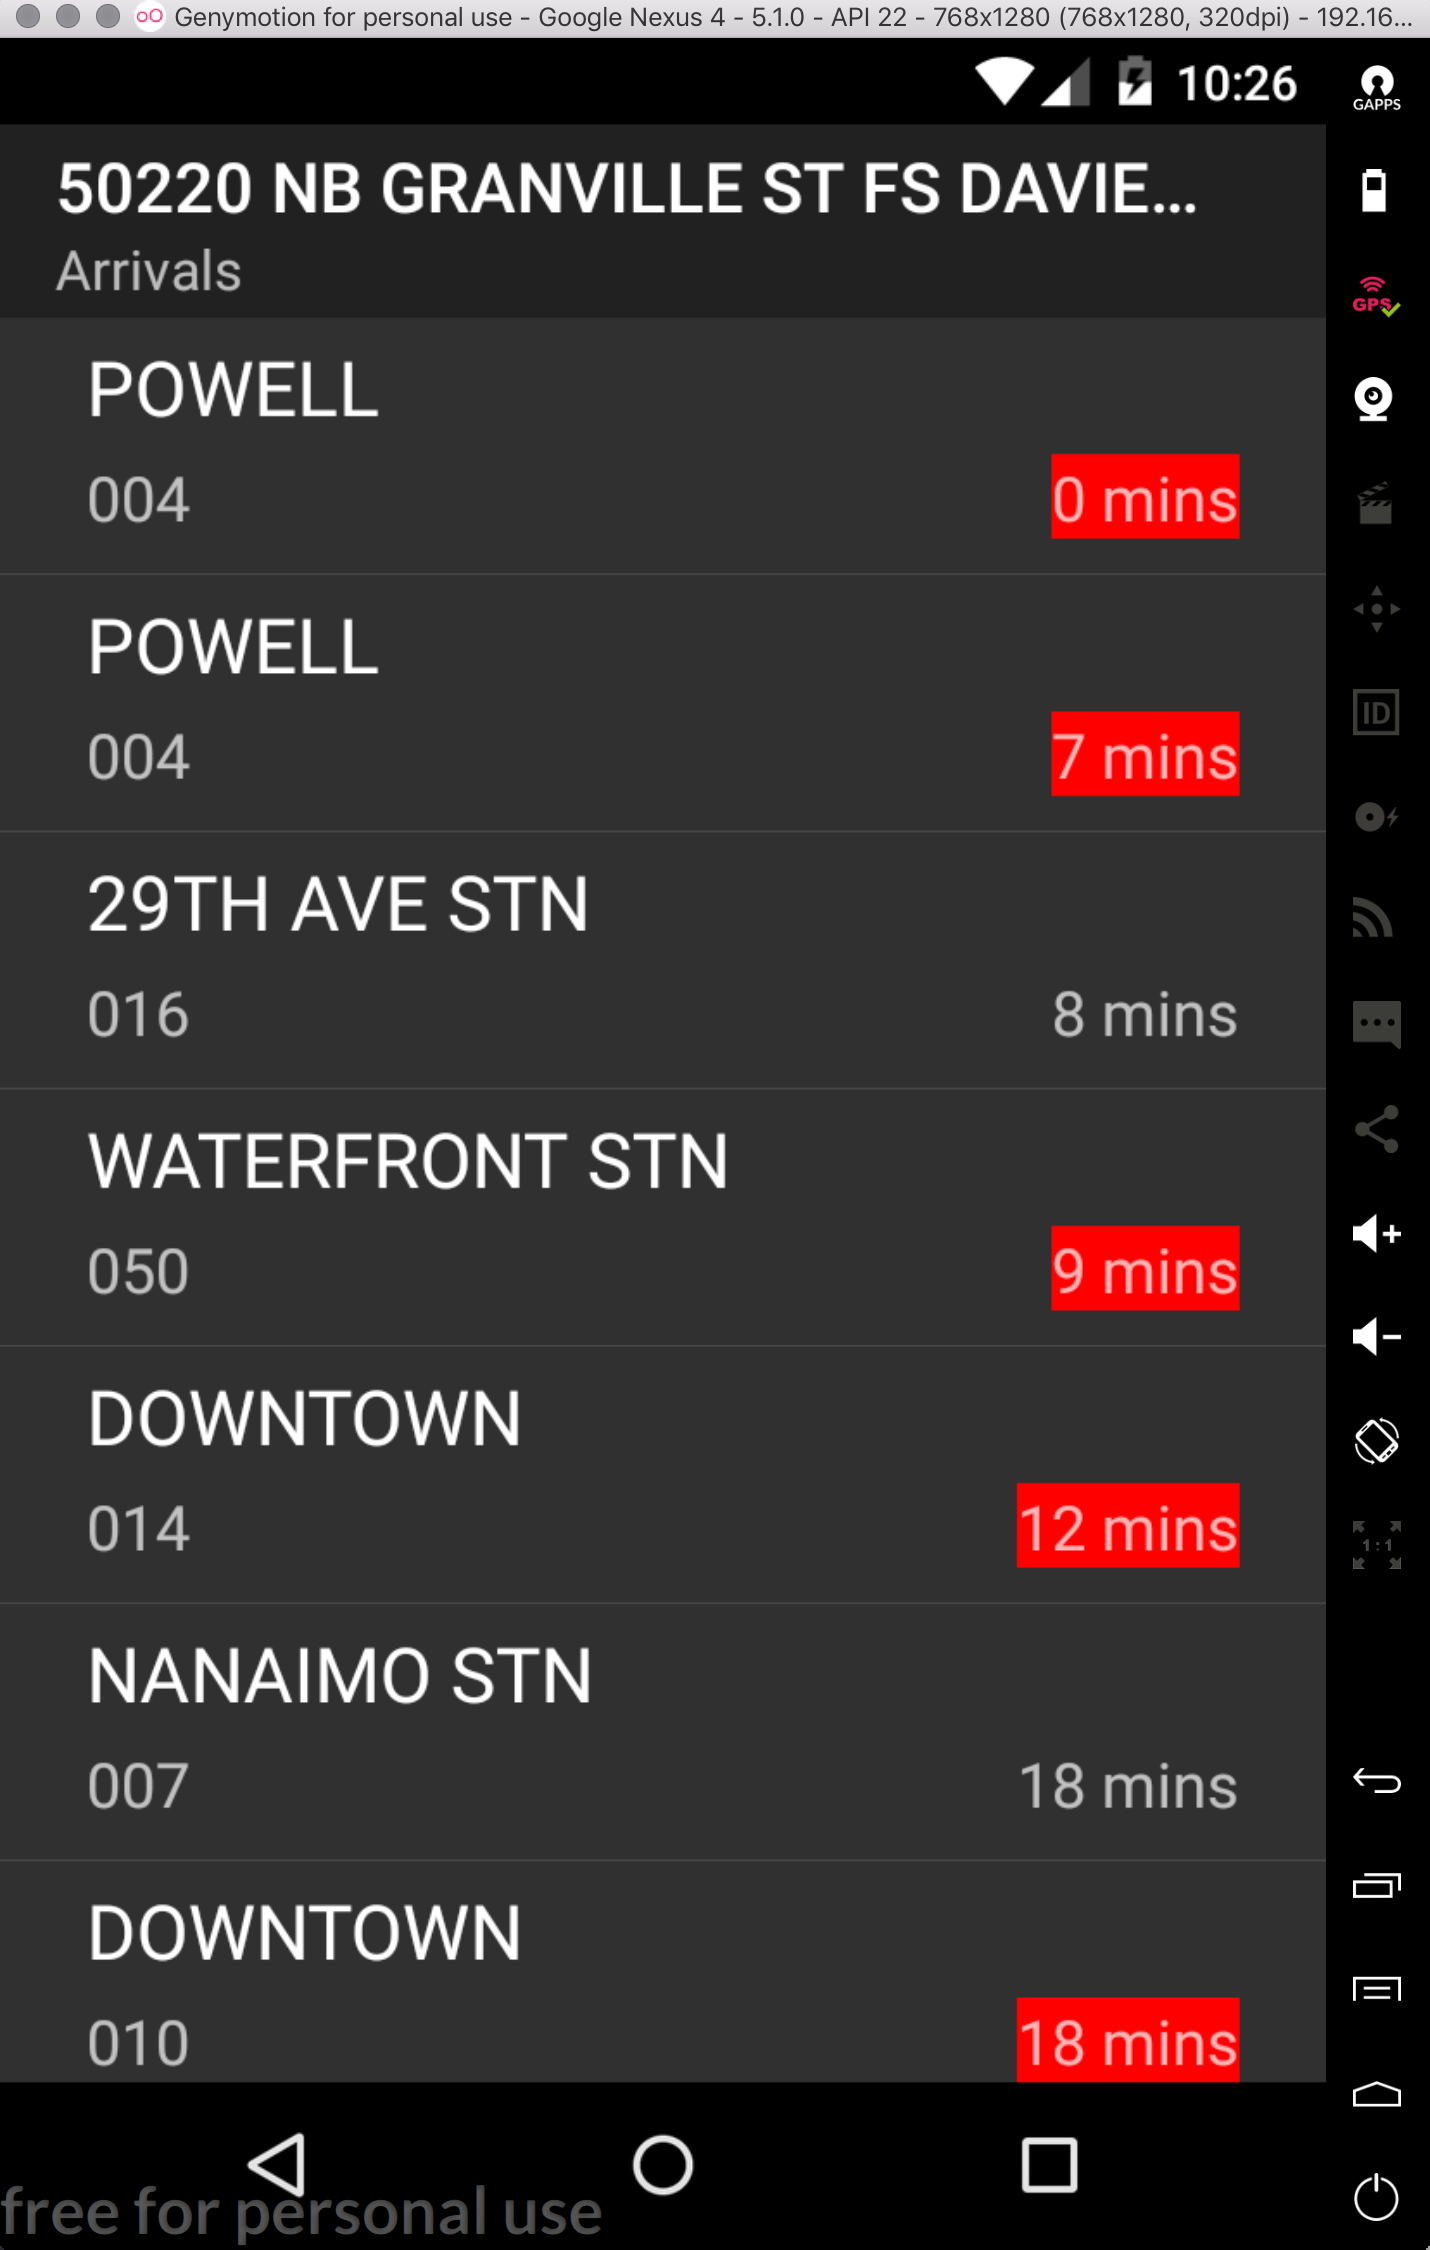 Genymotion for personal use - Google Nexus 4 - 5.1.0 - API 22 - 768x1280 (768x1280, 320dpi) - 192.16...
10:26
GAPPS
50220 NB GRANVILLE ST FS DAVIE...
Arrivals
GPS
POWELL
004 0 mins
POWELL
004 7 mins
ID
29TH AVE STN
016 8 mins
WATERFRONT STN
050 9 mins
DOWNTOWN
014 12 mins
1:1
NANAIMO STN
007 18 mins
DOWNTOWN
010 18 mins
free for personal use